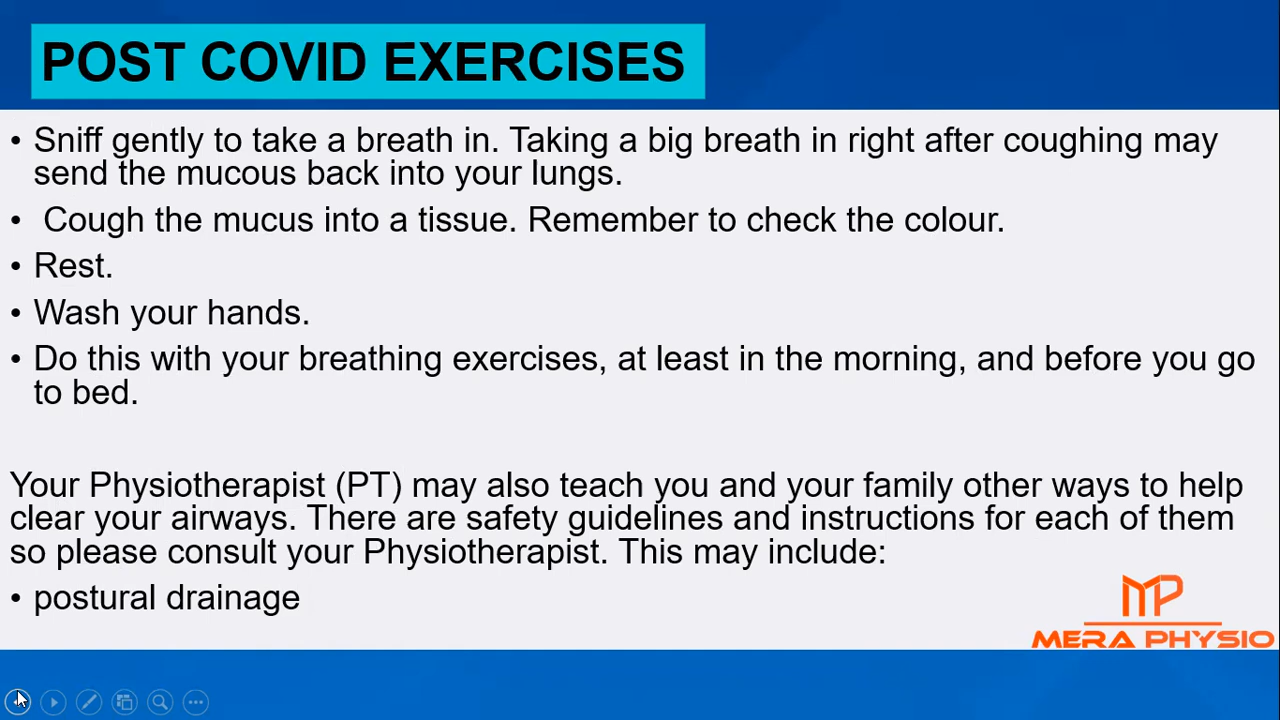 POST COVID EXERCISES
• Sniff gently to take a breath in. Taking a big breath in right after coughing may
send the mucous back into your lungs.
• Cough the mucus into a tissue. Remember to check the colour.
• Rest.
• Wash your hands.
• Do this with your breathing exercises, at least in the morning, and before you go
to bed.
Your Physiotherapist (PT) may also teach you and your family other ways to help
clear your airways. There are safety guidelines and instructions for each of them
so please consult your Physiotherapist. This may include:
• postural drainage
MP
MERA PHYSIO